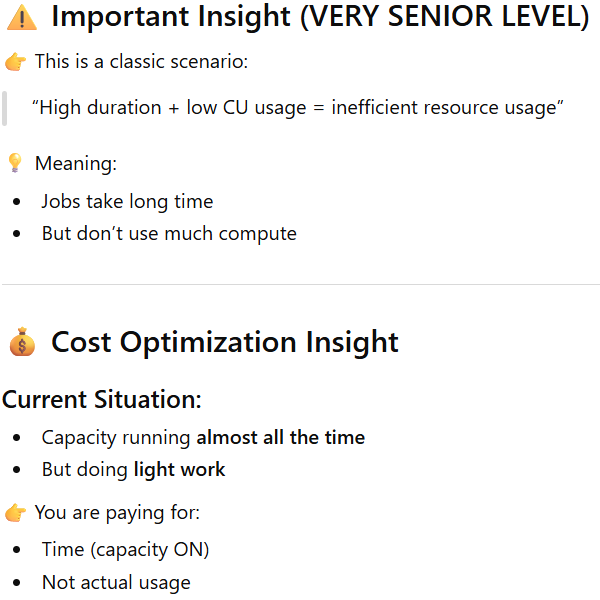 ⚠️ Important Insight (VERY SENIOR LEVEL)
👉 This is a classic scenario:
“High duration + low CU usage = inefficient resource usage”
💡 Meaning:
• Jobs take long time
• But don’t use much compute
💰 Cost Optimization Insight
Current Situation:
• Capacity running almost all the time
• But doing light work
👉 You are paying for:
• Time (capacity ON)
• Not actual usage